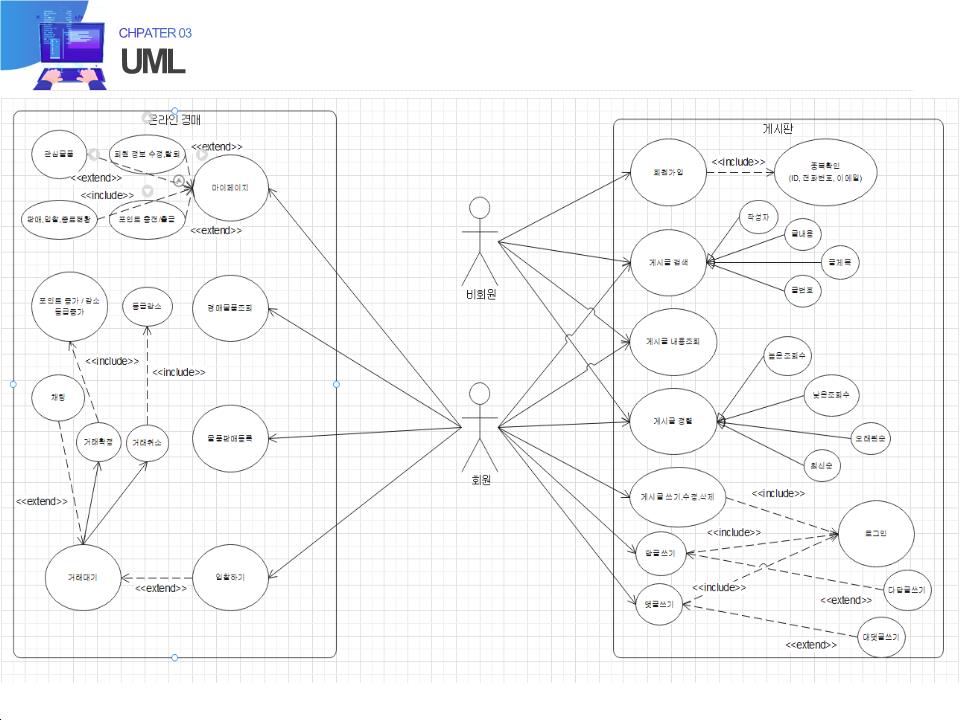 CHPATER 03
UML
온라인 경매
관심물품
회원 정보 수정,탈퇴
<<extend>>
마이페이지
<<extend>>
<<include>>
판매,입찰,종료현황
포인트 충전/출금
<<extend>>
포인트 증가 / 감소
등급증가
등급감소
경매물품조회
<<include>>
<<include>>
채팅
거래확정
거래취소
물품판매등록
<<extend>>
거래대기
<<extend>>
입찰하기
비회원
회원
게시판
회원가입
<<include>>
중복확인
(ID, 전화번호, 이메일)
작성자
글내용
게시글 검색
글제목
글번호
게시글 내용조회
높은조회수
낮은조회수
게시글 정렬
오래된순
최신순
게시글 쓰기,수정,삭제
<<include>>
<<include>>
로그인
답글쓰기
<<include>>
다답글쓰기
<<extend>>
댓글쓰기
대댓글쓰기
<<extend>>